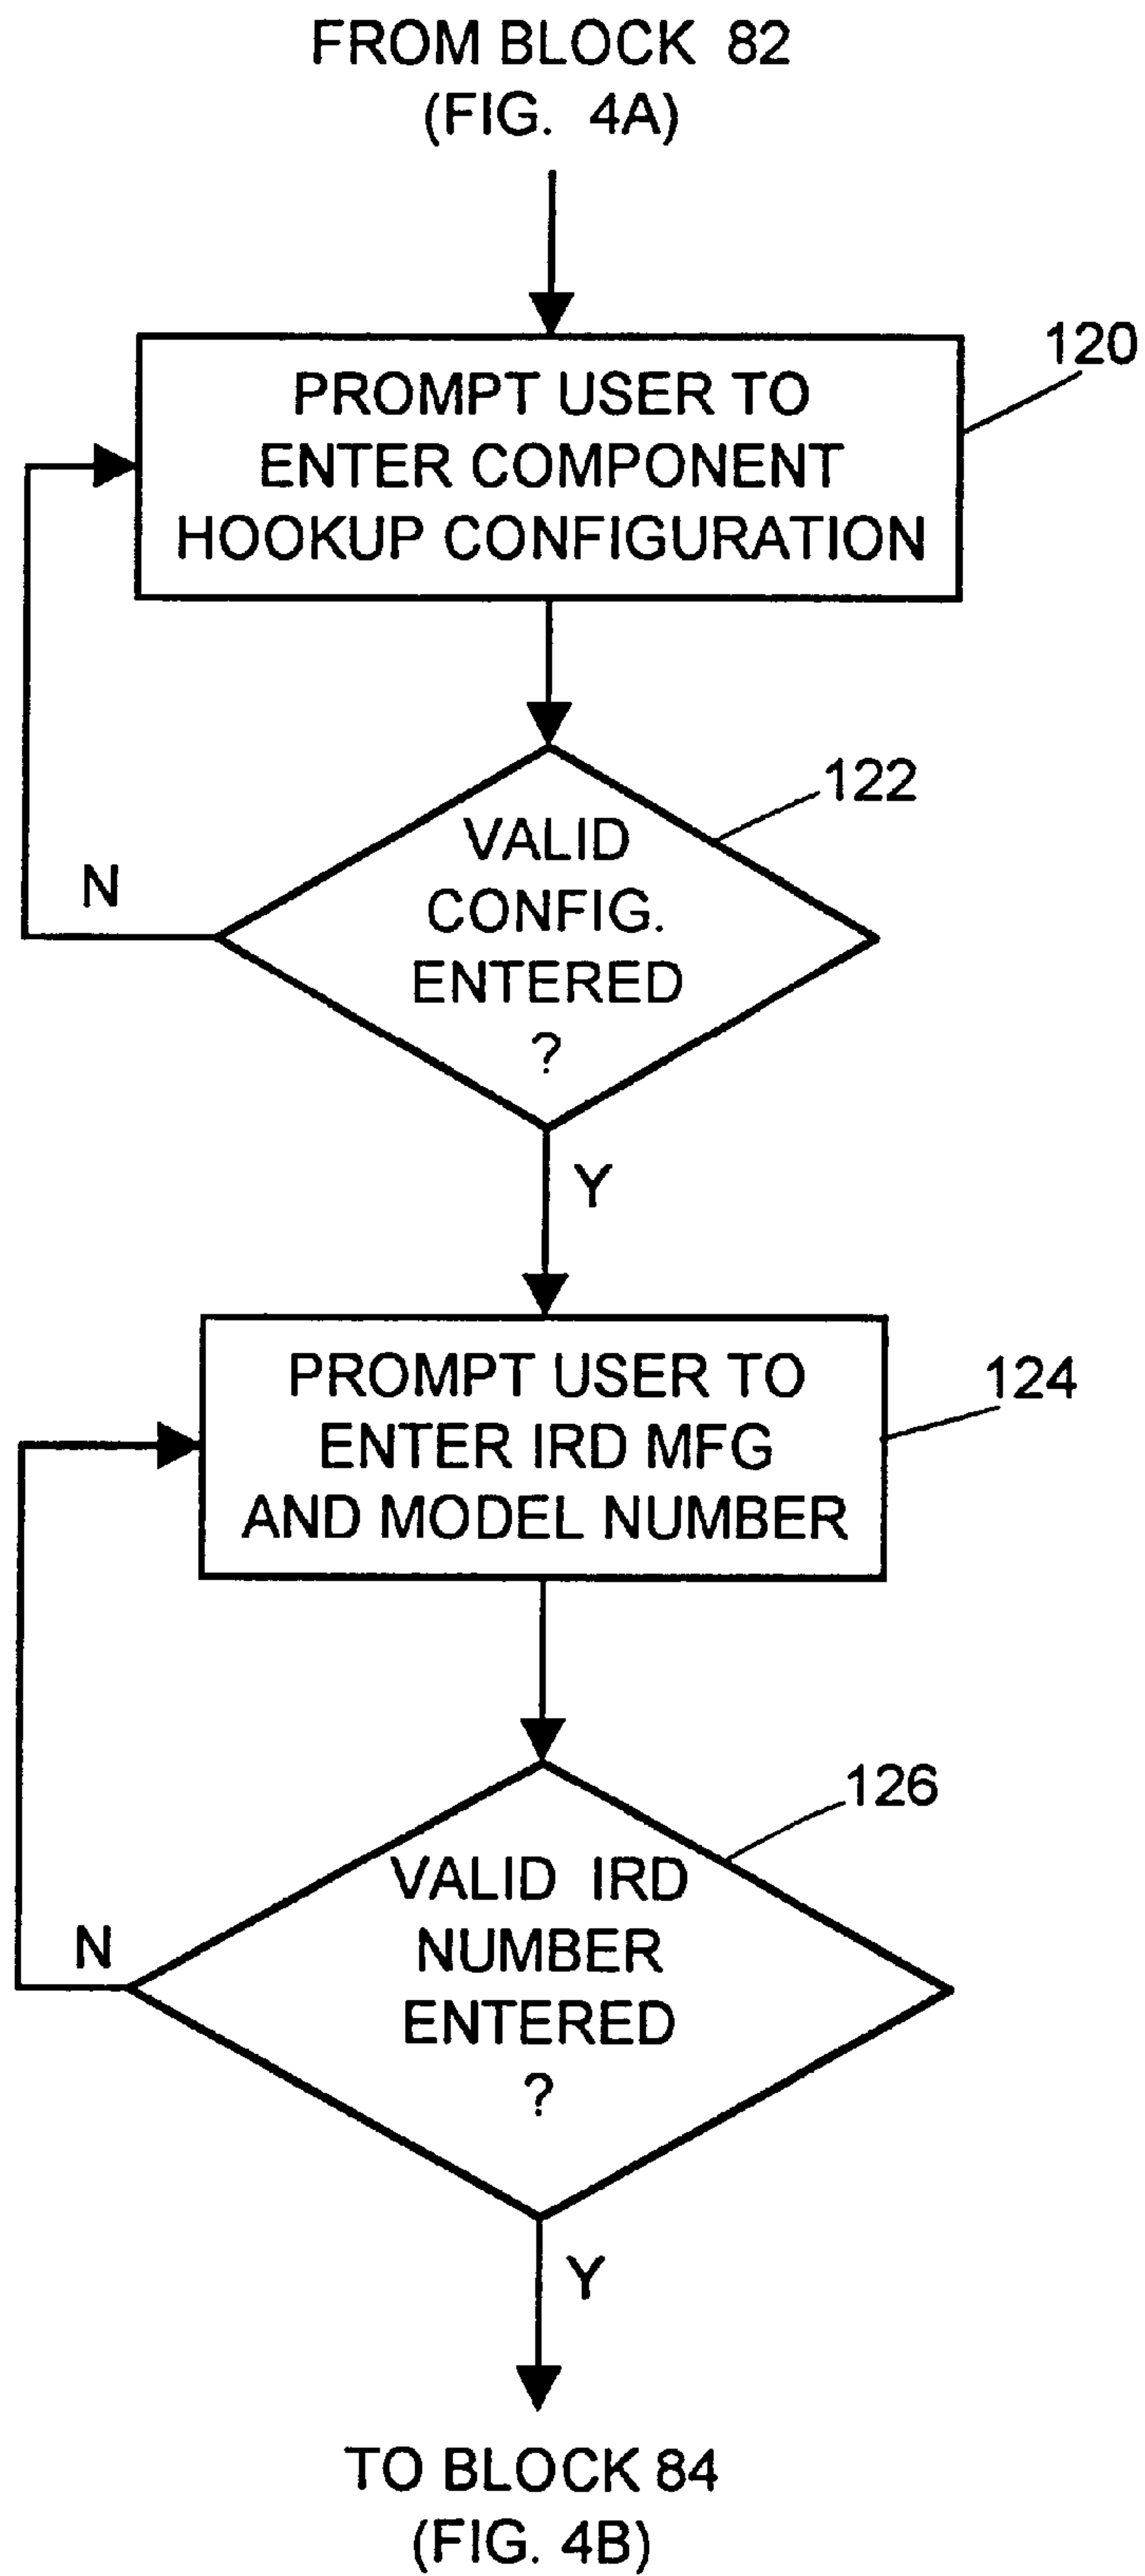 FROM BLOCK 82
(FIG. 4A)
120
PROMPT USER TO
ENTER COMPONENT
HOOKUP CONFIGURATION
122
VALID
CONFIG.
ENTERED
?
N
Y
124
PROMPT USER TO
ENTER IRD MFG
AND MODEL NUMBER
126
VALID IRD
NUMBER
ENTERED
?
N
Y
TO BLOCK 84
(FIG. 4B)